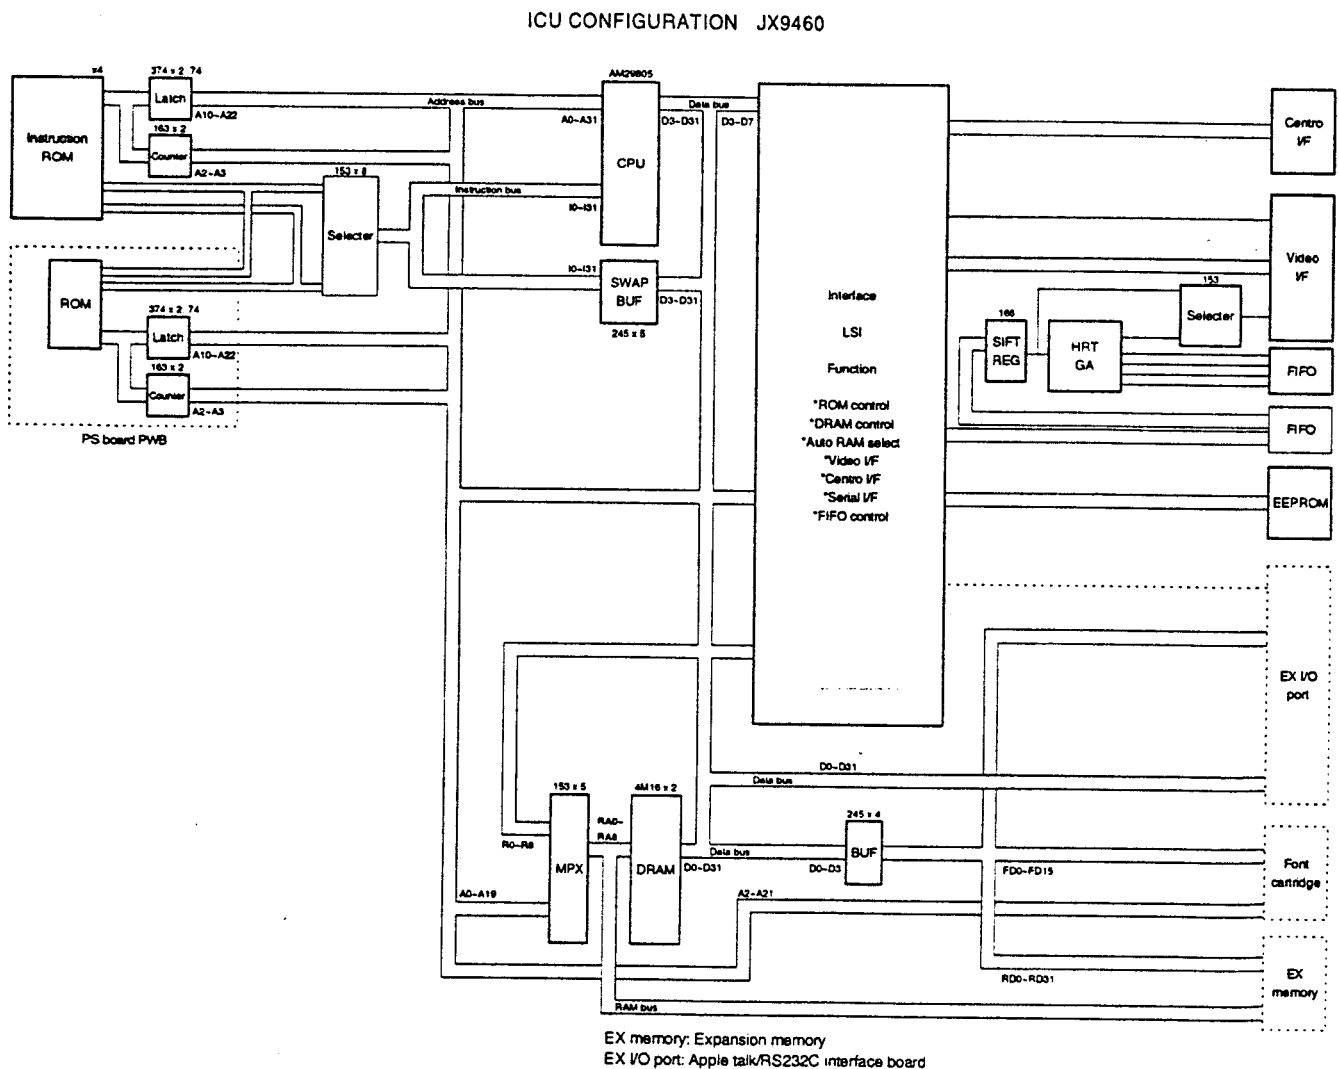 ICU CONFIGURATION JX9460
x4
Instruction
ROM
374 x 2 74
Latch
A10~A22
163 x 2
Counter
A2~A3
153 x 8
Selecter
Address bus
A0~A31
Instruction bus
I0~I31
AM29805
CPU
Data bus
D3~D31
D3~D7
I0~I31
SWAP
BUF
D3~D31
245 x 6
ROM
374 x 2 74
Latch
A10~A22
163 x 2
Counter
A2~A3
PS board PWB
Interface
LSI
Function
*ROM control
*DRAM control
*Auto RAM select
*Video I/F
*Centro I/F
*Serial I/F
*FIFO control
Centro
I/F
Video
I/F
153
Selecter
166
SIFT
REG
HRT
GA
FIFO
FIFO
EEPROM
EX I/O
port
D0~D31
Data bus
153 x 5
MPX
R0~R8
A0~A19
RA0~
RA8
4M16 x 2
DRAM
D0~D31
Data bus
245 x 4
BUF
D0~D3
FD0~FD15
Font
cartridge
A2~A21
RD0~RD31
EX
memory
RAM bus
EX memory: Expansion memory
EX I/O port: Apple talk/RS232C interface board